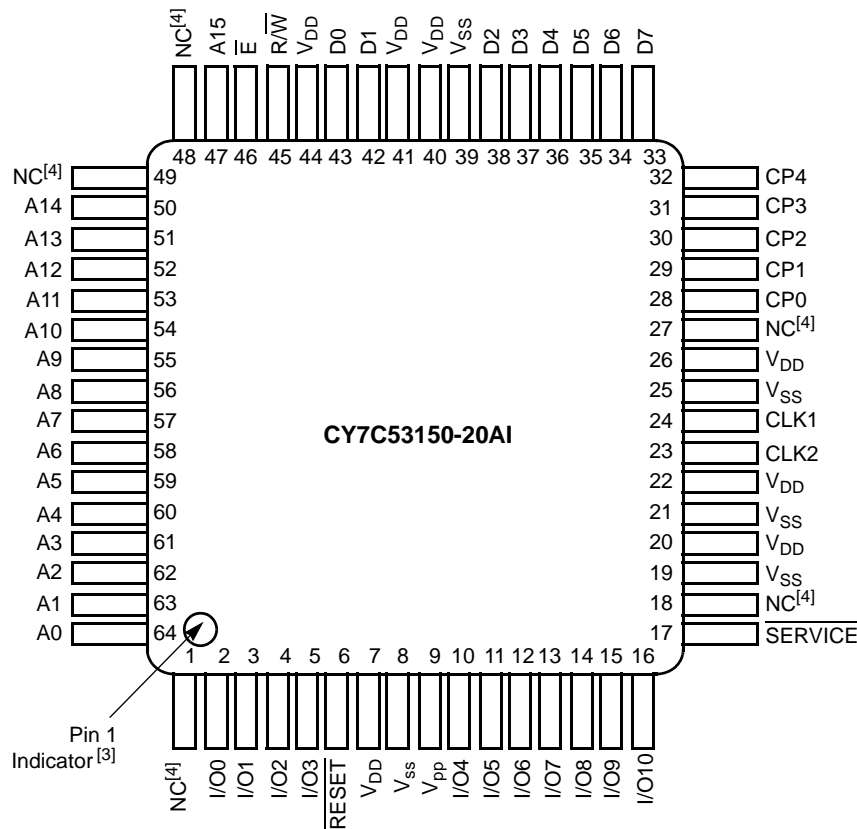 NC[4]
A15
E
R/W
VDD
D0
D1
VDD
VDD
VSS
D2
D3
D4
D5
D6
D7
48 47 46 45 44 43 42 41 40 39 38 37 36 35 34 33
NC[4] 49 32 CP4
A14 50 31 CP3
A13 51 30 CP2
A12 52 29 CP1
A11 53 28 CP0
A10 54 27 NC[4]
A9 55 26 VDD
A8 56 25 VSS
A7 57 24 CLK1
CY7C53150-20AI
A6 58 23 CLK2
A5 59 22 VDD
A4 60 21 VSS
A3 61 20 VDD
A2 62 19 VSS
A1 63 18 NC[4]
A0 64 17 SERVICE
1 2 3 4 5 6 7 8 9 10 11 12 13 14 15 16
Pin 1
Indicator [3]
NC[4]
I/O0
I/O1
I/O2
I/O3
RESET
VDD
Vss
Vpp
I/O4
I/O5
I/O6
I/O7
I/O8
I/O9
I/O10